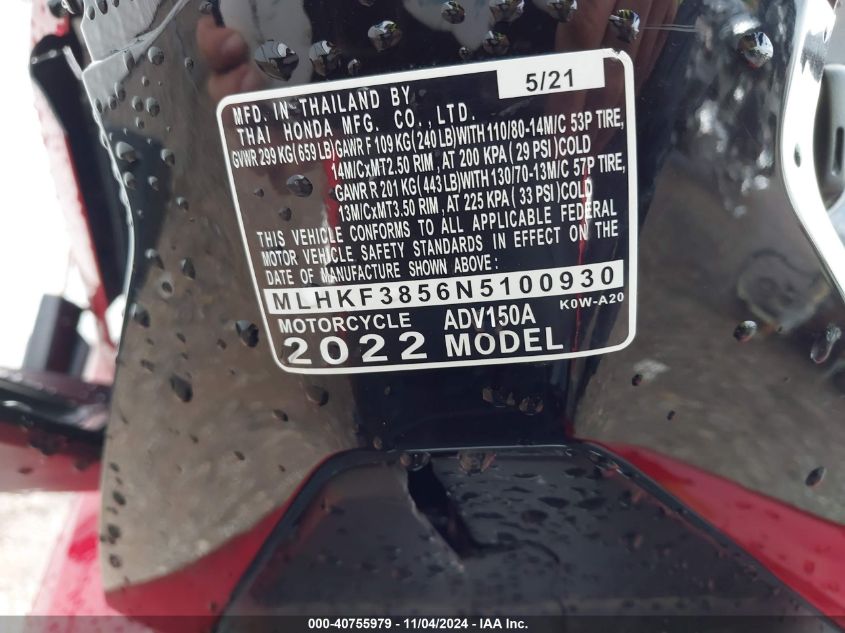 5/21
MFD. IN THAILAND BY
THAI HONDA MFG. CO., LTD.
GVWR 299 KG(659 LB)GAWR F 109 KG(240 LB)WITH 110/80-14M/C 53P TIRE,
14M/CxMT2.50 RIM, AT 200 KPA(29 PSI)COLD
GAWR R 201 KG(443 LB)WITH 130/70-13M/C 57P TIRE,
13M/CxMT3.50 RIM, AT 225 KPA(33 PSI)COLD
THIS VEHICLE CONFORMS TO ALL APPLICABLE FEDERAL
MOTOR VEHICLE SAFETY STANDARDS IN EFFECT ON THE
DATE OF MANUFACTURE SHOWN ABOVE:
MLHKF3856N5100930
MOTORCYCLE ADV150A K0W-A20
2022 MODEL
000-40755979 - 11/04/2024 - IAA Inc.